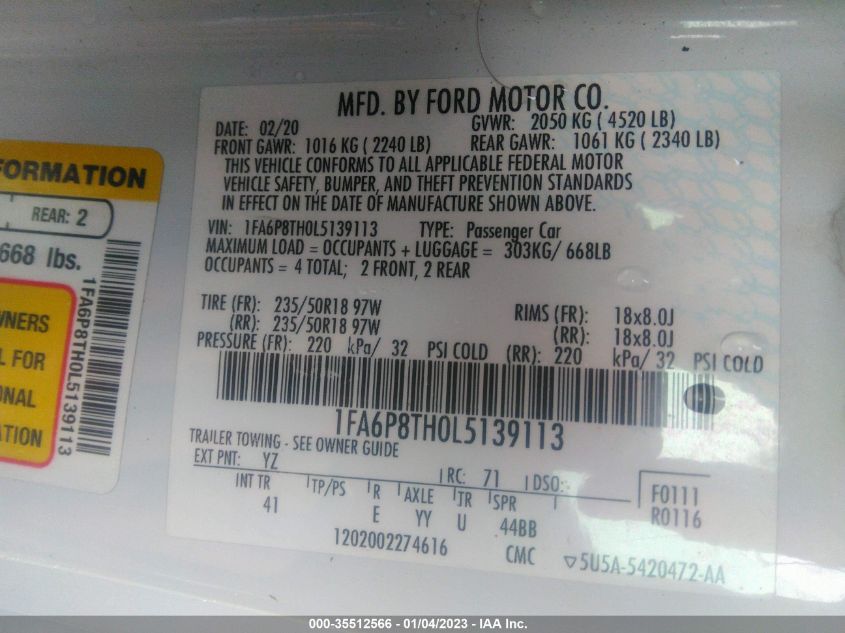 MFD. BY FORD MOTOR CO.
DATE: 02/20 GVWR: 2050 KG ( 4520 LB)
FRONT GAWR: 1016 KG ( 2240 LB) REAR GAWR: 1061 KG ( 2340 LB)
THIS VEHICLE CONFORMS TO ALL APPLICABLE FEDERAL MOTOR
VEHICLE SAFETY, BUMPER, AND THEFT PREVENTION STANDARDS
IN EFFECT ON THE DATE OF MANUFACTURE SHOWN ABOVE.
VIN: 1FA6P8TH0L5139113 TYPE: Passenger Car
MAXIMUM LOAD = OCCUPANTS + LUGGAGE = 303KG/ 668LB
OCCUPANTS = 4 TOTAL; 2 FRONT, 2 REAR
TIRE (FR): 235/50R18 97W RIMS (FR): 18x8.0J
(RR): 235/50R18 97W (RR): 18x8.0J
PRESSURE (FR): 220 kPa/ 32 PSI COLD (RR): 220 kPa/ 32 PSI COLD
1FA6P8TH0L5139113
TRAILER TOWING - SEE OWNER GUIDE
EXT PNT: YZ RC: 71 DSO:
INT TR TP/PS R AXLE TR SPR F0111
41 E YY U 44BB R0116
1202002274616 CMC ▽5U5A-5420472-AA
FORMATION
REAR: 2
668 lbs.
WNERS
L FOR
ONAL
ON
1FA6P8TH0L5139113
000-35512566 - 01/04/2023 - IAA Inc.